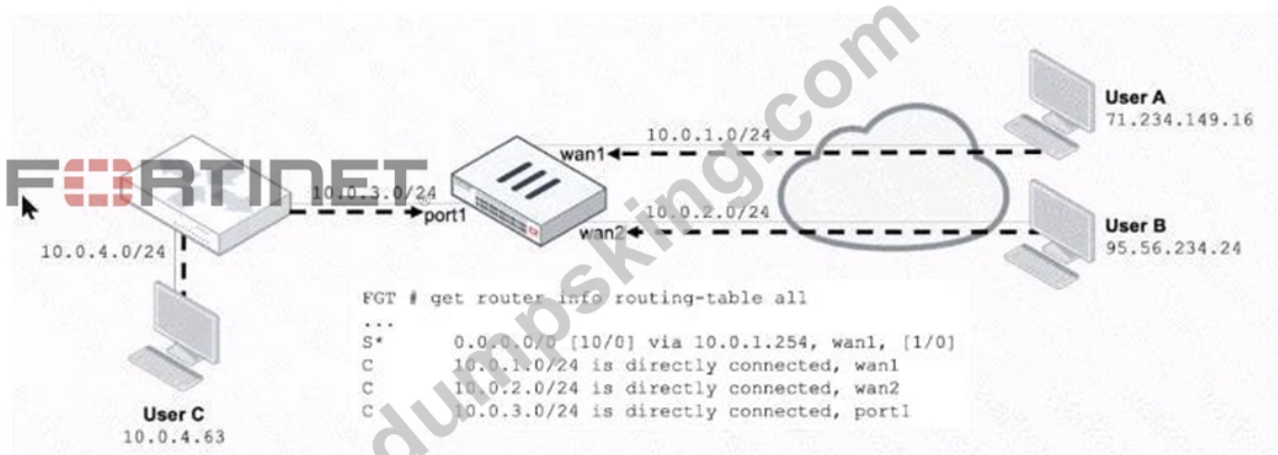 dumpsking.com
FORTINET
10.0.1.0/24
wan1
User A
71.234.149.16
10.0.3.0/24
port1
10.0.2.0/24
wan2
User B
95.56.234.24
10.0.4.0/24
FGT # get router info routing-table all
...
S* 0.0.0.0/0 [10/0] via 10.0.1.254, wan1, [1/0]
C 10.0.1.0/24 is directly connected, wan1
C 10.0.2.0/24 is directly connected, wan2
C 10.0.3.0/24 is directly connected, port1
User C
10.0.4.63